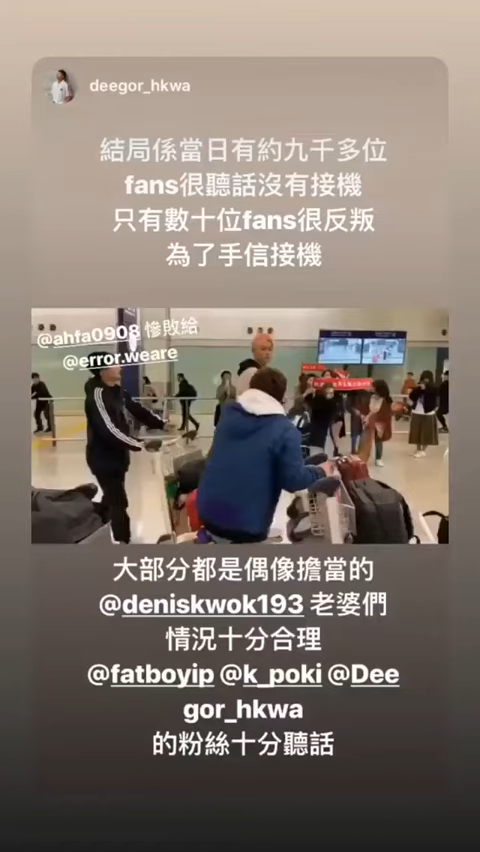 deegor_hkwa
結局係當日有約九千多位
fans很聽話沒有接機
只有數十位fans很反叛
為了手信接機
@ahfa0908 慘敗給
@error.weare
大部分都是偶像擔當的
@deniskwok193 老婆們
情況十分合理
@fatboyip @k_poki @Dee
gor_hkwa
的粉絲十分聽話